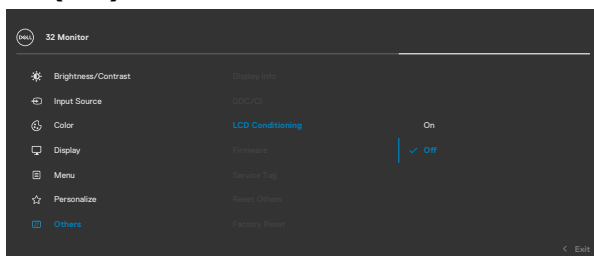 DELL 32 Monitor
Brightness/Contrast Display Info
Input Source DDC/CI
Color LCD Conditioning On
Display Firmware Off
Menu Service Tag
Personalize Reset Others
Others Factory Reset
Exit